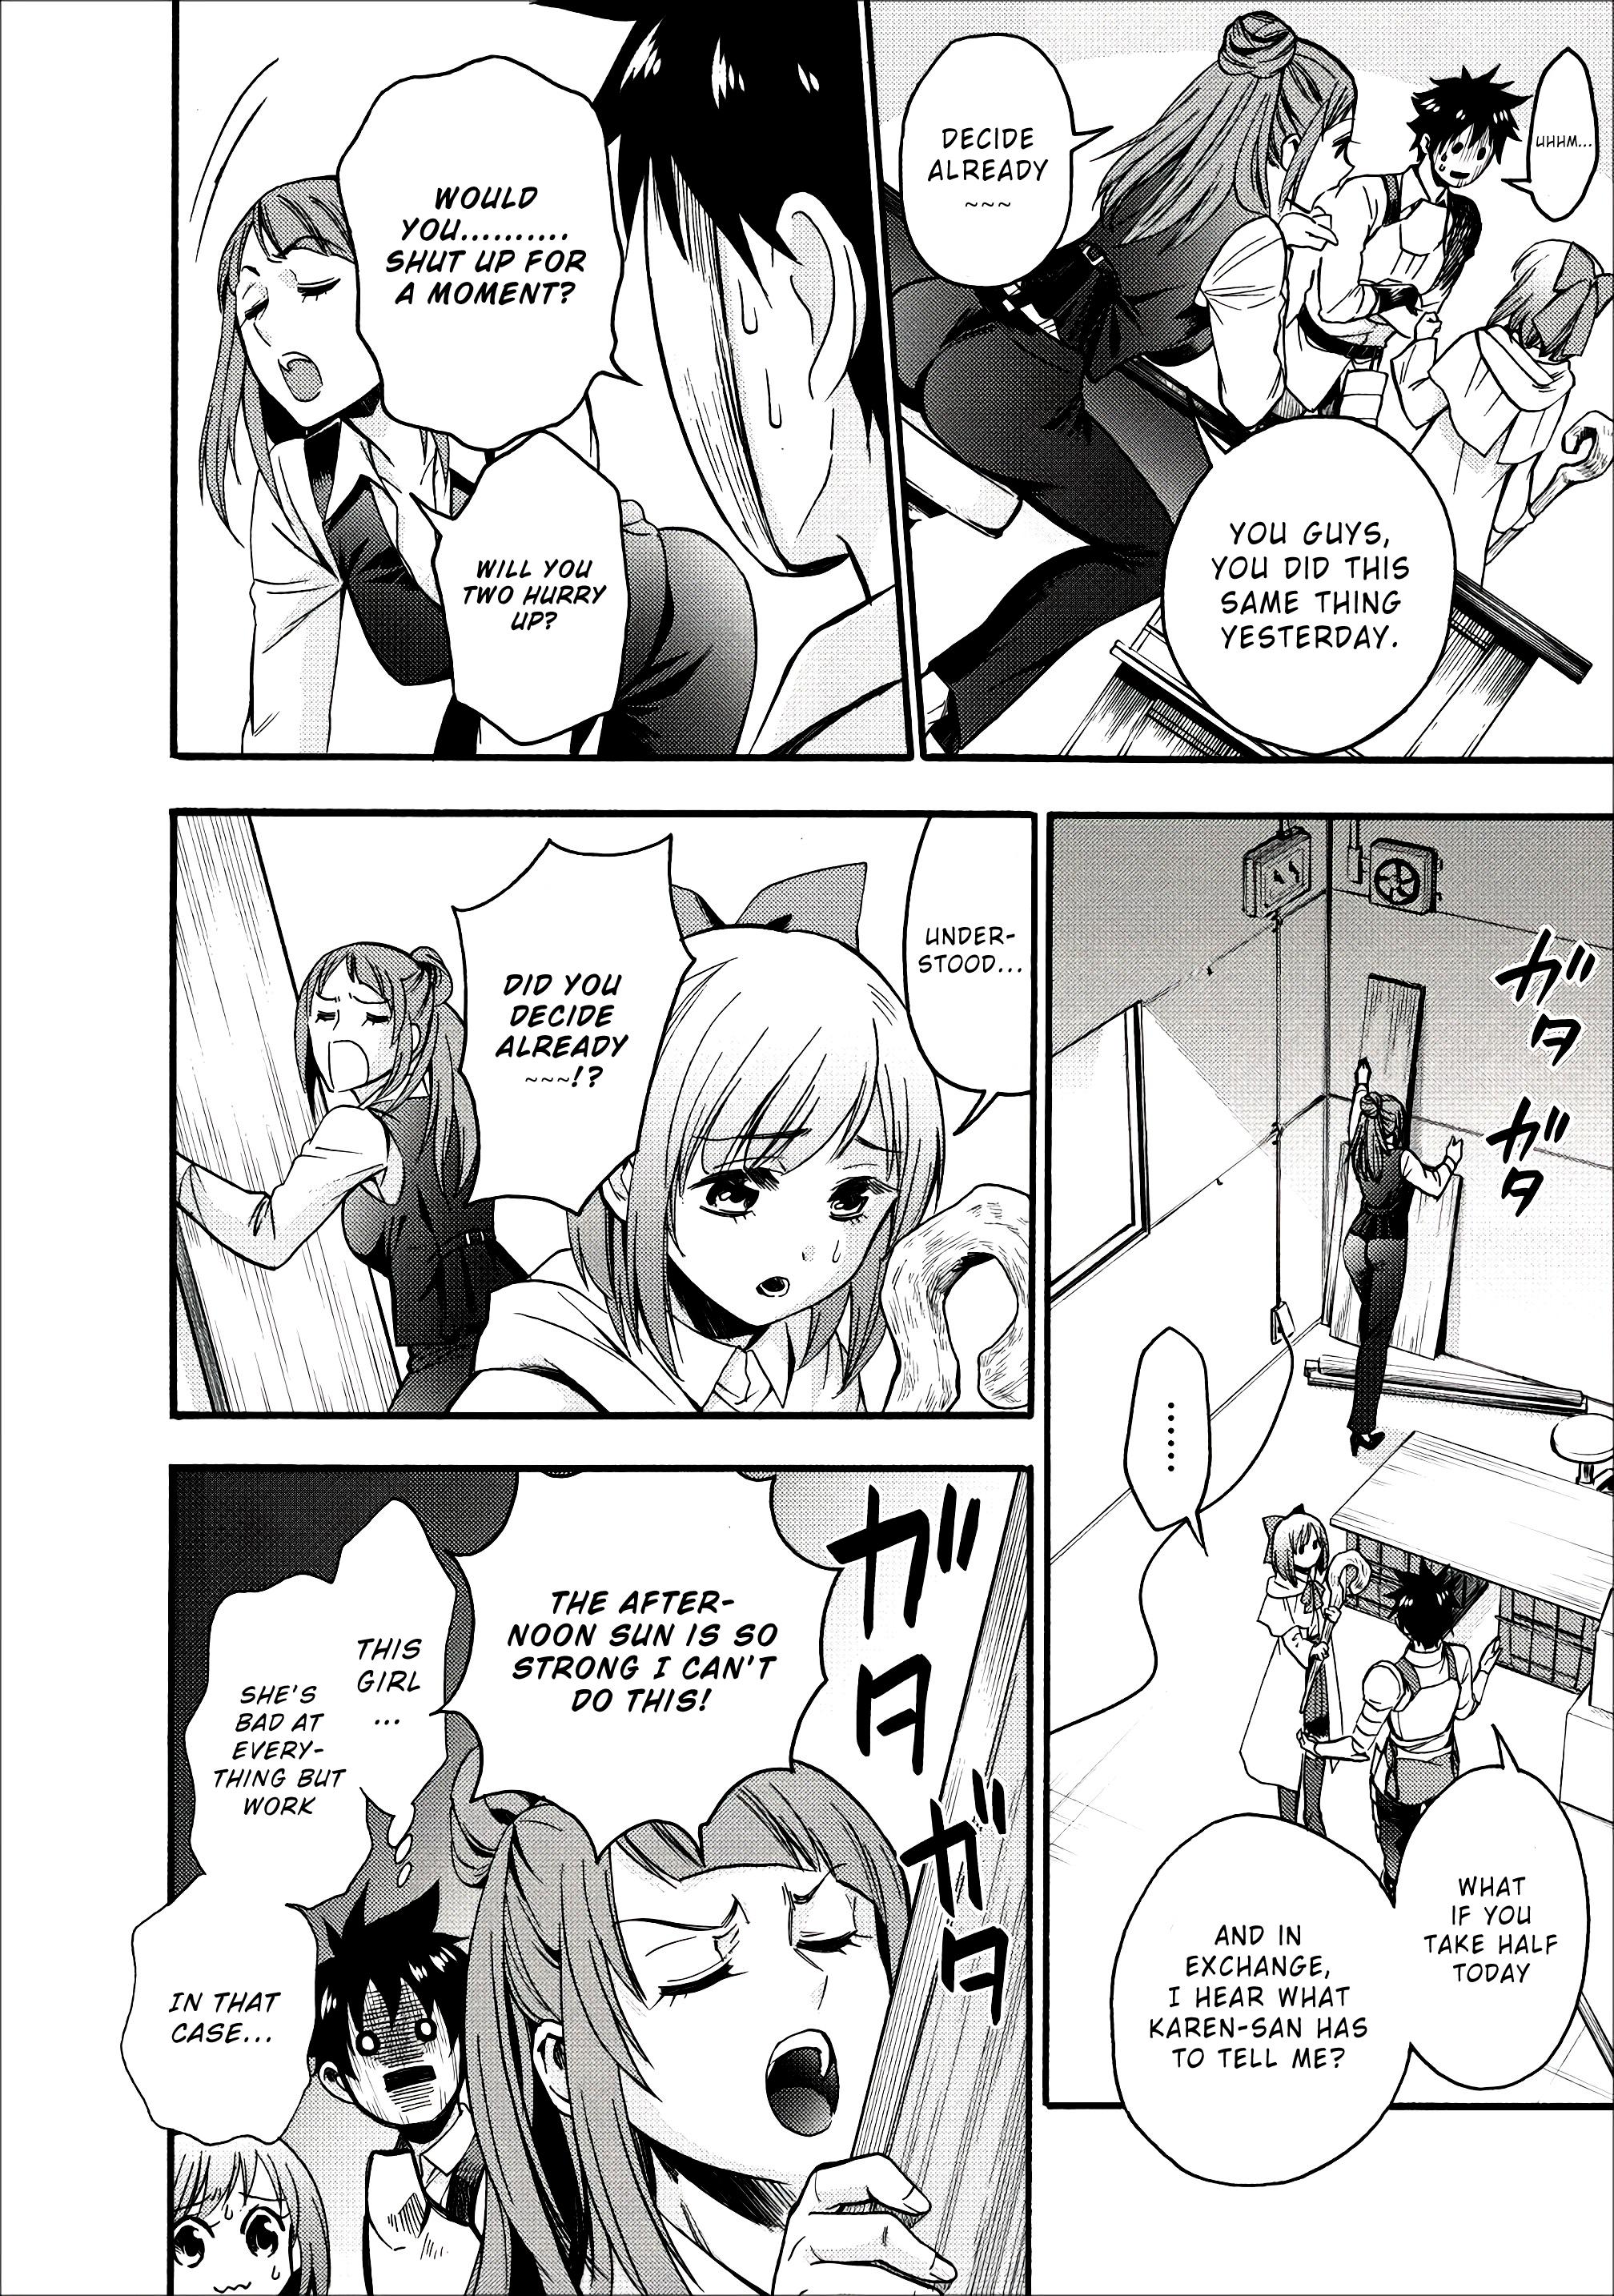 UHHM...
DECIDE
ALREADY
~~~
YOU GUYS,
YOU DID THIS
SAME THING
YESTERDAY.
WOULD
YOU..........
SHUT UP FOR
A MOMENT?
WILL YOU
TWO HURRY
UP?
ガタ
ガタ
......
WHAT
IF YOU
TAKE HALF
TODAY
AND IN
EXCHANGE,
I HEAR WHAT
KAREN-SAN HAS
TO TELL ME?
UNDER-
STOOD...
DID YOU
DECIDE
ALREADY
~~~!?
ガタ
ガタ
THE AFTER-
NOON SUN IS SO
STRONG I CAN'T
DO THIS!
THIS
GIRL
...
SHE'S
BAD AT
EVERY-
THING BUT
WORK
IN THAT
CASE...